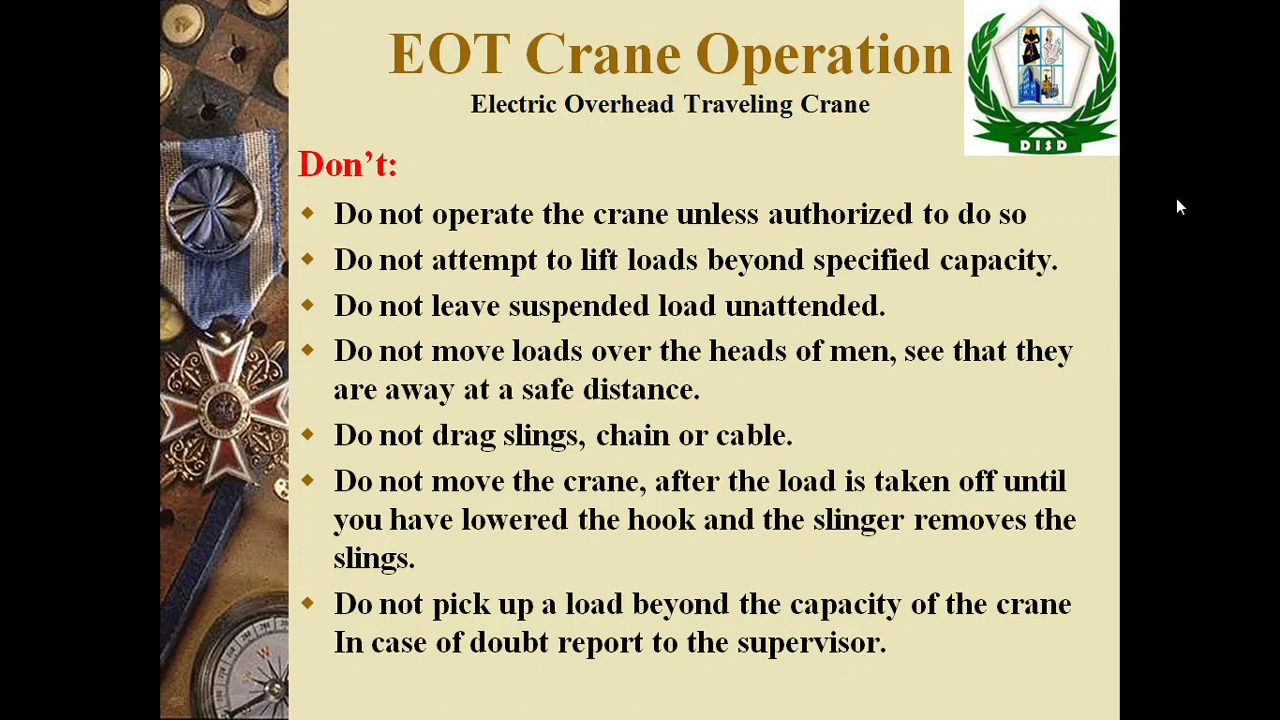 EOT Crane Operation
Electric Overhead Traveling Crane
DISD
Don’t:
Do not operate the crane unless authorized to do so
Do not attempt to lift loads beyond specified capacity.
Do not leave suspended load unattended.
Do not move loads over the heads of men, see that they
are away at a safe distance.
Do not drag slings, chain or cable.
Do not move the crane, after the load is taken off until
you have lowered the hook and the slinger removes the
slings.
Do not pick up a load beyond the capacity of the crane
In case of doubt report to the supervisor.